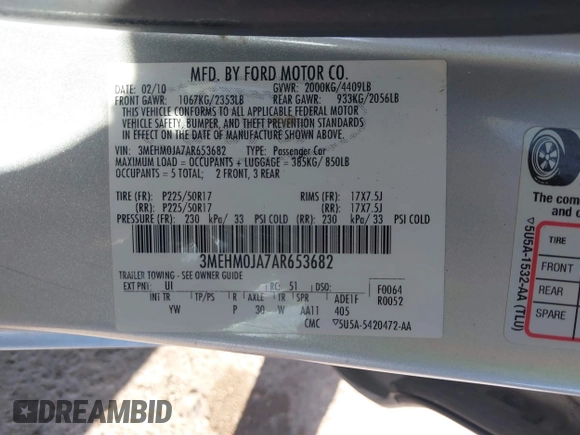 MFD. BY FORD MOTOR CO.
DATE: 02/10 GVWR: 2000KG/4409LB
FRONT GAWR: 1067KG/2353LB REAR GAWR: 933KG/2056LB
THIS VEHICLE CONFORMS TO ALL APPLICABLE FEDERAL MOTOR
VEHICLE SAFETY, BUMPER, AND THEFT PREVENTION STANDARDS
IN EFFECT ON THE DATE OF MANUFACTURE SHOWN ABOVE.
VIN: 3MEHM0JA7AR653682 TYPE: Passenger Car
MAXIMUM LOAD = OCCUPANTS + LUGGAGE = 385KG/ 850LB
OCCUPANTS = 5 TOTAL; 2 FRONT, 3 REAR
TIRE (FR): P225/50R17 RIMS (FR): 17X7.5J
(RR): P225/50R17 (RR): 17X7.5J
PRESSURE (FR): 230 kPa/ 33 PSI COLD (RR): 230 kPa/ 33 PSI COLD
3MEHM0JA7AR653682
TRAILER TOWING - SEE OWNER GUIDE
EXT PNT: UI RC: 51 DSO: F0064
INT TR TP/PS R AXLE TR SPR ADE1F R0052
YW P 30 W AA11 405
CMC ▽5U5A-5420472-AA
The com
and c
TIRE
FRONT
REAR
SPARE
▽5U5A-1532-AA (TLU)
DREAMBID